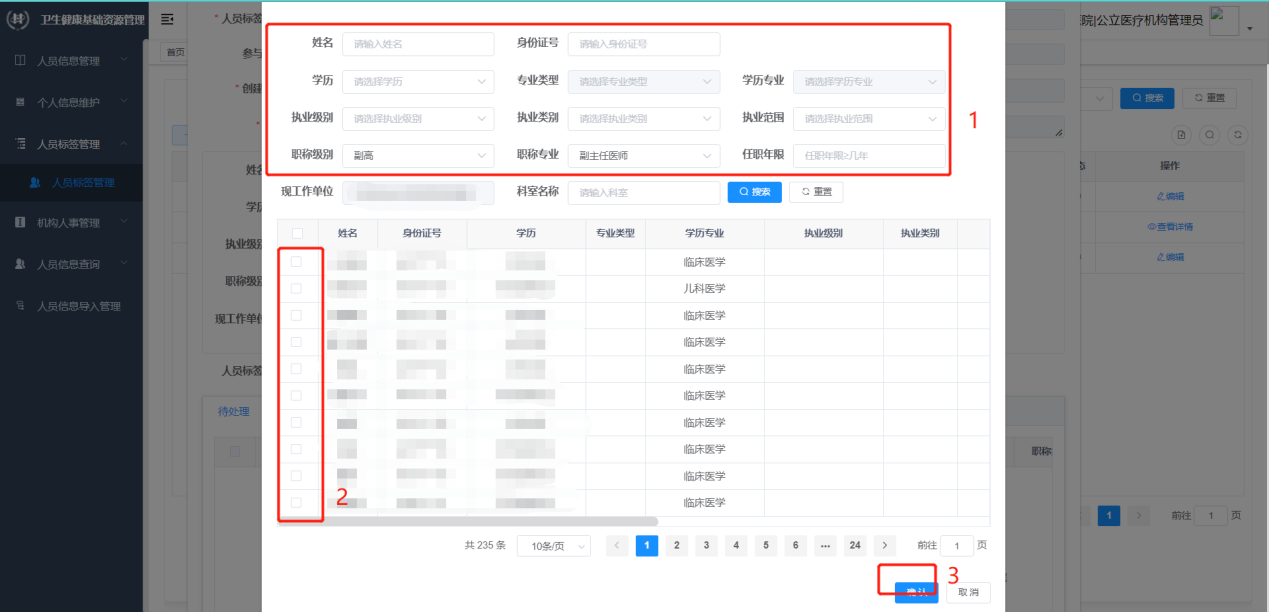 卫生健康基础资源管理
人员信息管理
个人信息维护
人员标签管理
人员标签管理
机构人事管理
人员信息查询
人员信息导入管理
首页
* 人员标签
参与
* 创建
*
姓名
学历
执业级别
职称级别
现工作单位
人员标签
待处理
姓名 请输入姓名 身份证号 请输入身份证号
学历 请选择学历 专业类型 请选择专业类型 学历专业 请选择学历专业
执业级别 请选择执业级别 执业类别 请选择执业类别 执业范围 请选择执业范围
职称级别 副高 职称专业 副主任医师 任职年限 任职年限≥几年
1
现工作单位 科室名称 请输入科室 搜索 重置
姓名 身份证号 学历 专业类型 学历专业 执业级别 执业类别
临床医学
儿科医学
临床医学
临床医学
临床医学
临床医学
临床医学
临床医学
临床医学
临床医学
2
共 235 条 10条/页 < 1 2 3 4 5 6 ... 24 > 前往 1 页
确认 取消
3
院|公立医疗机构管理员
搜索 重置
操作
编辑
查看详情
编辑
职称
1 > 前往 1 页